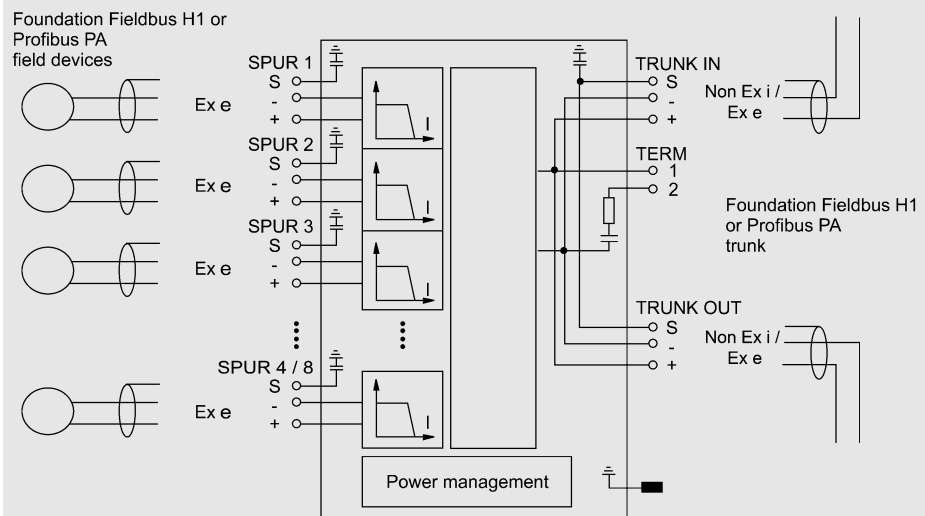 Foundation Fieldbus H1 or
Profibus PA
field devices
SPUR 1
S
-
+
Ex e
I
SPUR 2
S
-
+
Ex e
I
SPUR 3
S
-
+
Ex e
I
SPUR 4 / 8
S
-
+
Ex e
I
Power management
TRUNK IN
S
-
+
Non Ex i /
Ex e
TERM
1
2
Foundation Fieldbus H1
or Profibus PA
trunk
TRUNK OUT
S
-
+
Non Ex i /
Ex e